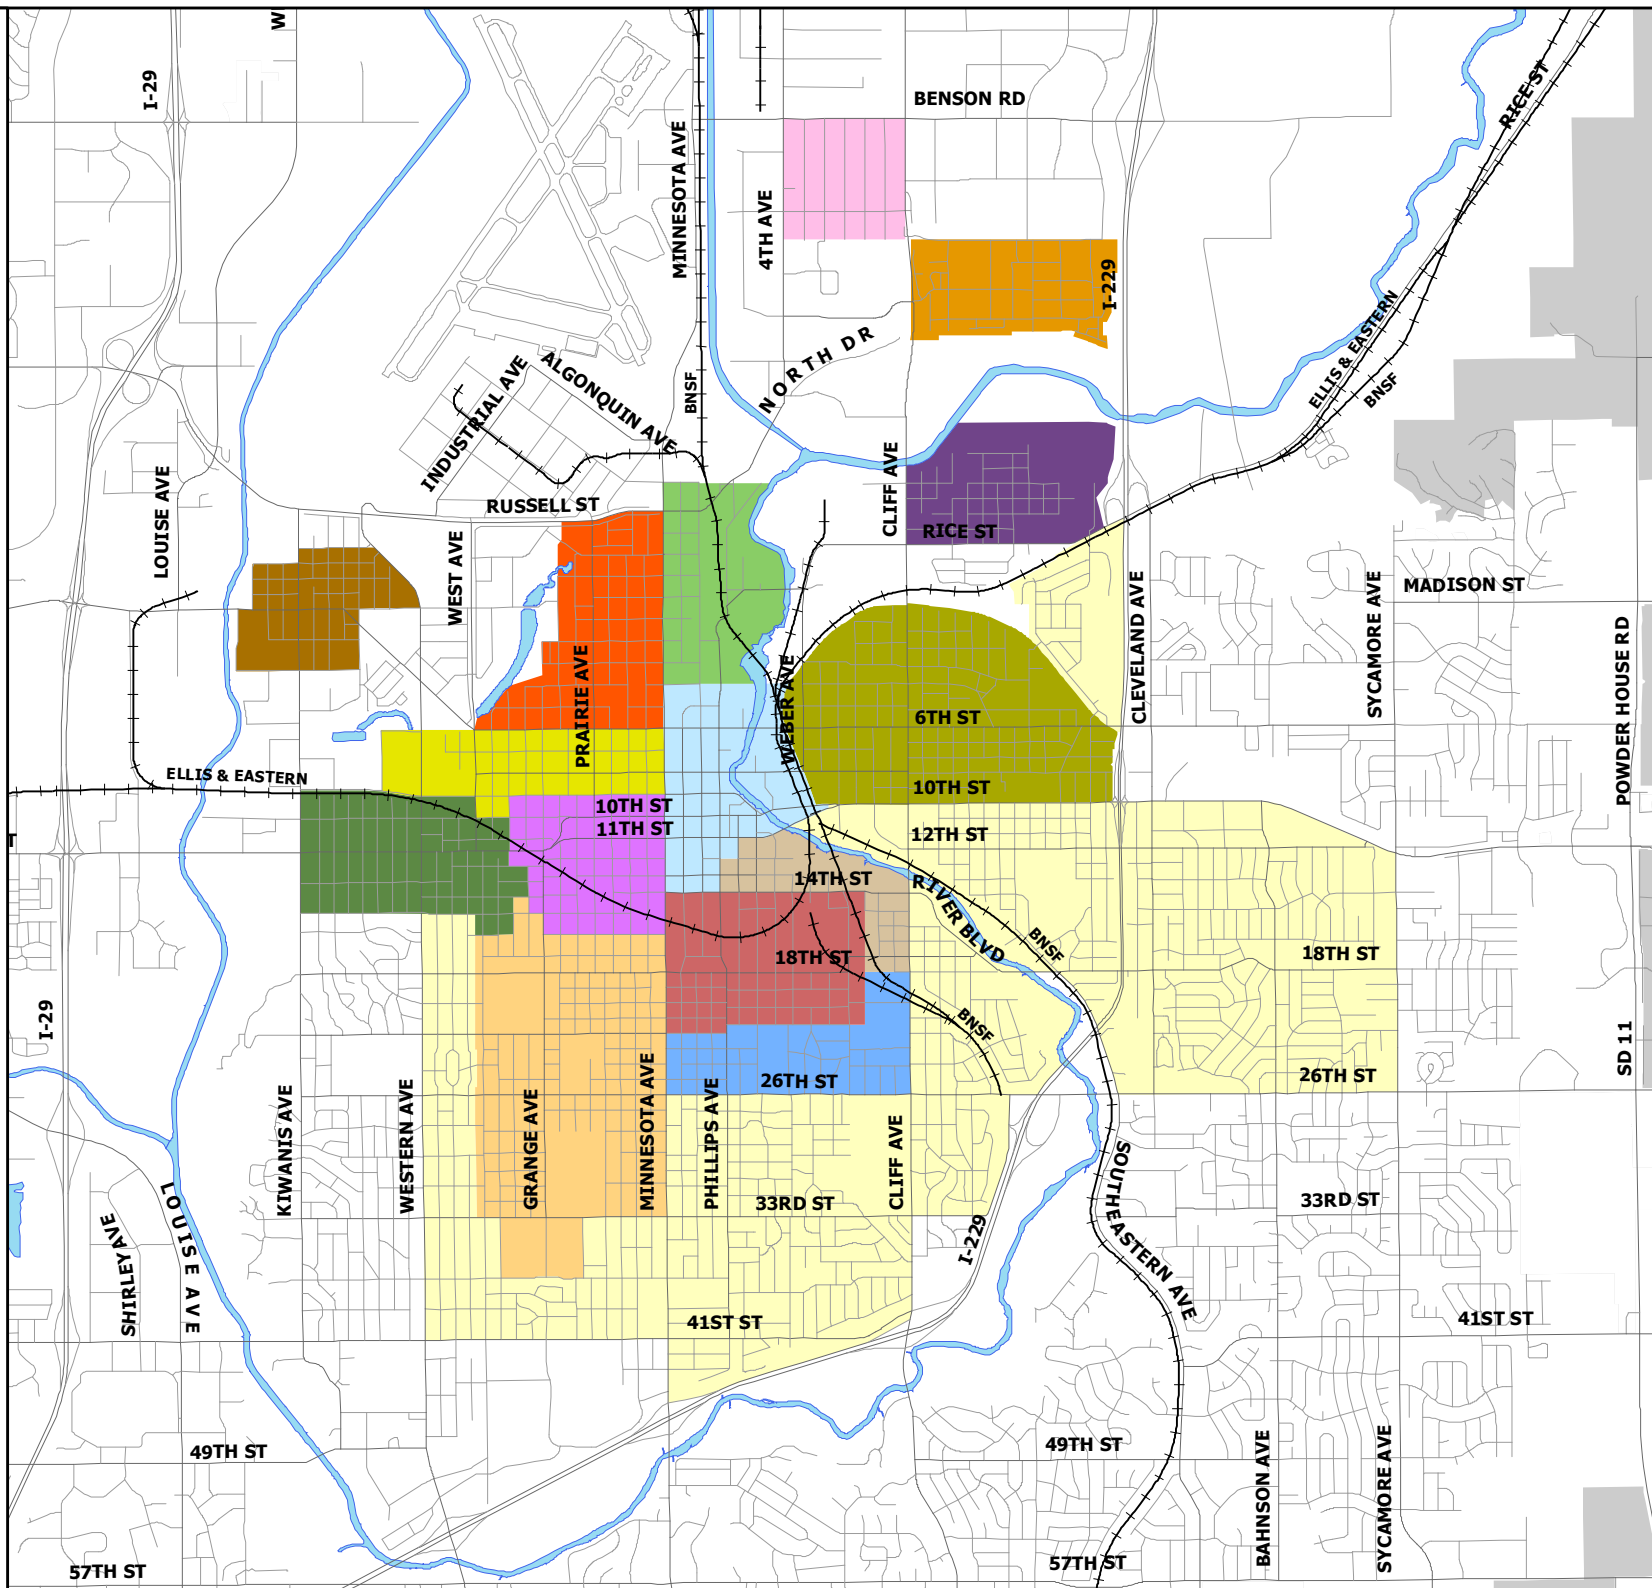 I-29
BENSON RD
RICE ST
MINNESOTA AVE
4TH AVE
I-229
ELLIS & EASTERN
NORTH DR
ALGONQUIN AVE
INDUSTRIAL AVE
BNSF
BNSF
LOUISE AVE
RUSSELL ST
CLIFF AVE
RICE ST
WEST AVE
MADISON ST
CLEVELAND AVE
SYCAMORE AVE
POWDER HOUSE RD
PRAIRIE AVE
WEBER AVE
6TH ST
ELLIS & EASTERN
10TH ST
10TH ST
11TH ST
12TH ST
T
14TH ST
RIVER BLVD
BNSF
18TH ST
18TH ST
I-29
BNSF
SD 11
26TH ST
26TH ST
KIWANIS AVE
WESTERN AVE
GRANGE AVE
MINNESOTA AVE
PHILLIPS AVE
CLIFF AVE
33RD ST
33RD ST
SHIRLEY AVE
LOUISE AVE
I-229
SOUTHEASTERN AVE
41ST ST
41ST ST
49TH ST
49TH ST
BAHNSON AVE
SYCAMORE AVE
57TH ST
57TH ST